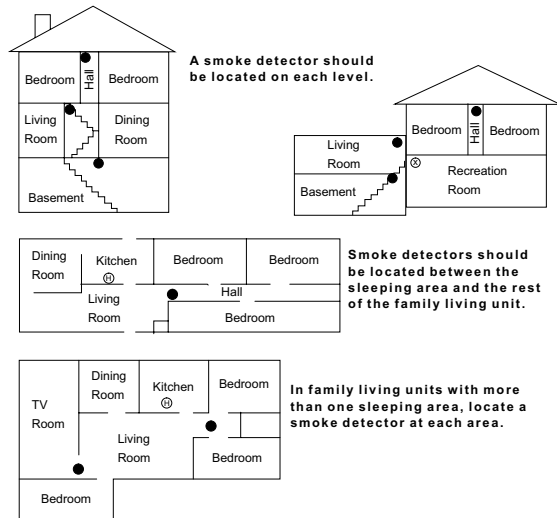 A smoke detector should
be located on each level.
Bedroom
Hall
Bedroom
Living
Room
Dining
Room
Basement
Bedroom
Hall
Bedroom
Living
Room
X
Recreation
Room
Basement
Dining
Room
Kitchen
H
Bedroom
Bedroom
Living
Room
Hall
Bedroom
Smoke detectors should
be located between the
sleeping area and the rest
of the family living unit.
TV
Room
Dining
Room
Kitchen
H
Bedroom
Living
Room
Bedroom
Bedroom
In family living units with more
than one sleeping area, locate a
smoke detector at each area.